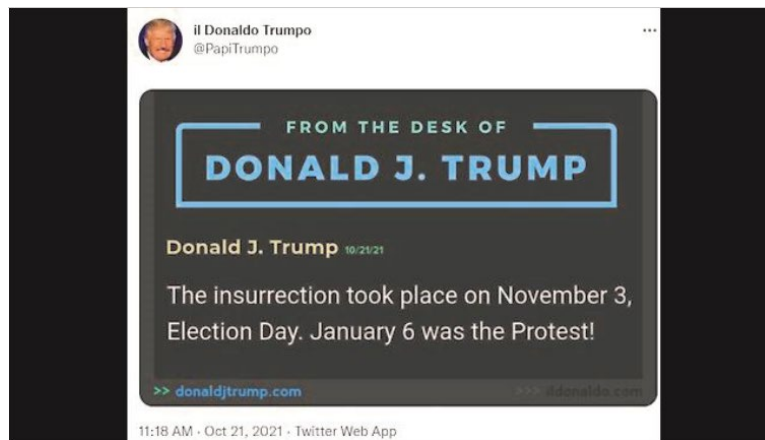 il Donaldo Trumpo
@PapiTrumpo
FROM THE DESK OF
DONALD J. TRUMP
Donald J. Trump 10/21/21
The insurrection took place on November 3,
Election Day. January 6 was the Protest!
>> donaldjtrump.com >>> ildonaldo.com
11:18 AM · Oct 21, 2021 · Twitter Web App